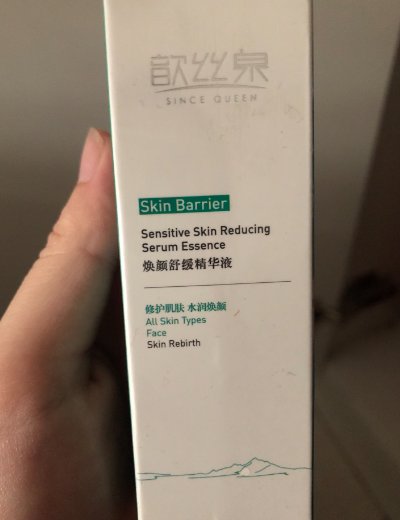 歆丝泉
SINCE QUEEN
Skin Barrier
Sensitive Skin Reducing
Serum Essence
焕颜舒缓精华液
修护肌肤 水润焕颜
All Skin Types
Face
Skin Rebirth